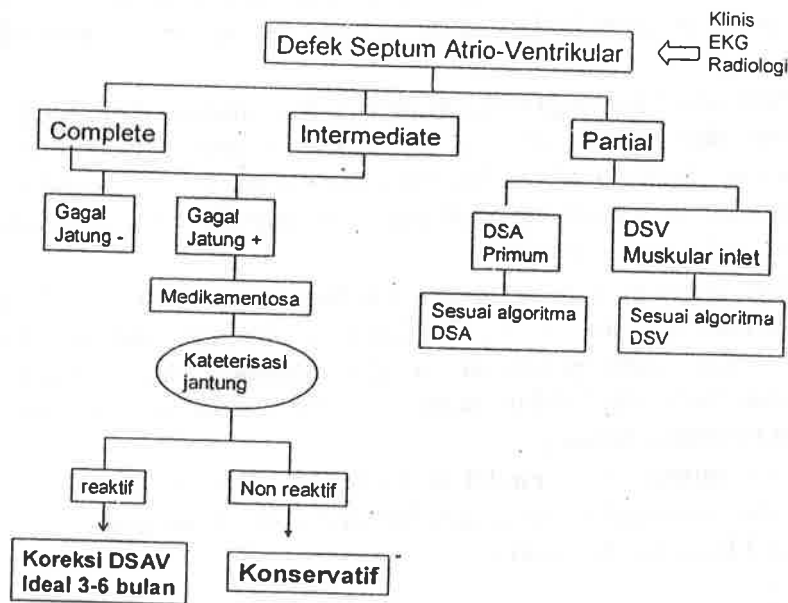 Klinis
EKG
Radiologi
Defek Septum Atrio-Ventrikular
Complete
Intermediate
Partial
Gagal
Jatung -
Gagal
Jatung +
DSA
Primum
DSV
Muskular inlet
Medikamentosa
Sesuai algoritma
DSA
Sesuai algoritma
DSV
Kateterisasi
jantung
reaktif
Non reaktif
Koreksi DSAV
Ideal 3-6 bulan
Konservatif